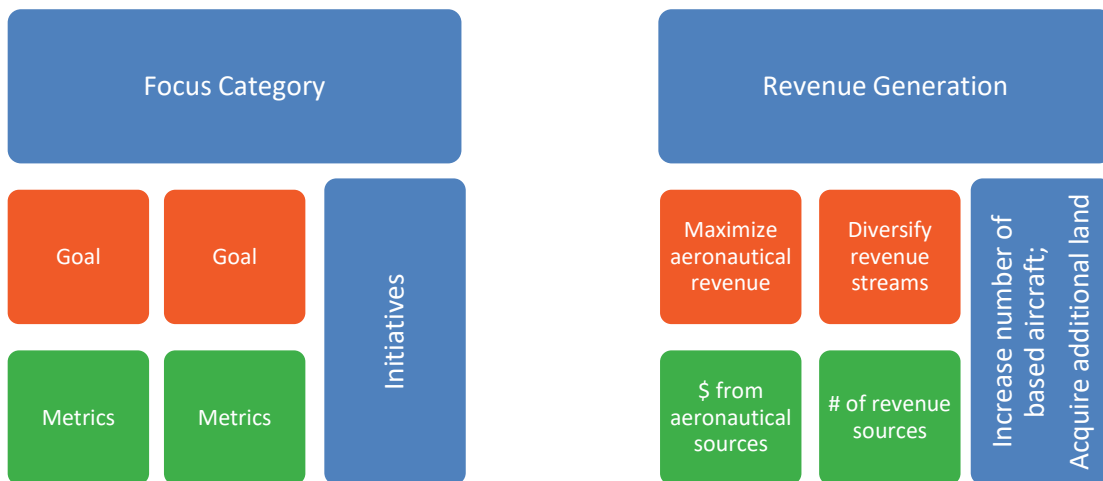 Focus Category
Goal
Goal
Initiatives
Metrics
Metrics
Revenue Generation
Maximize
aeronautical
revenue
Diversify
revenue
streams
Increase number of
based aircraft;
Acquire additional land
$ from
aeronautical
sources
# of revenue
sources